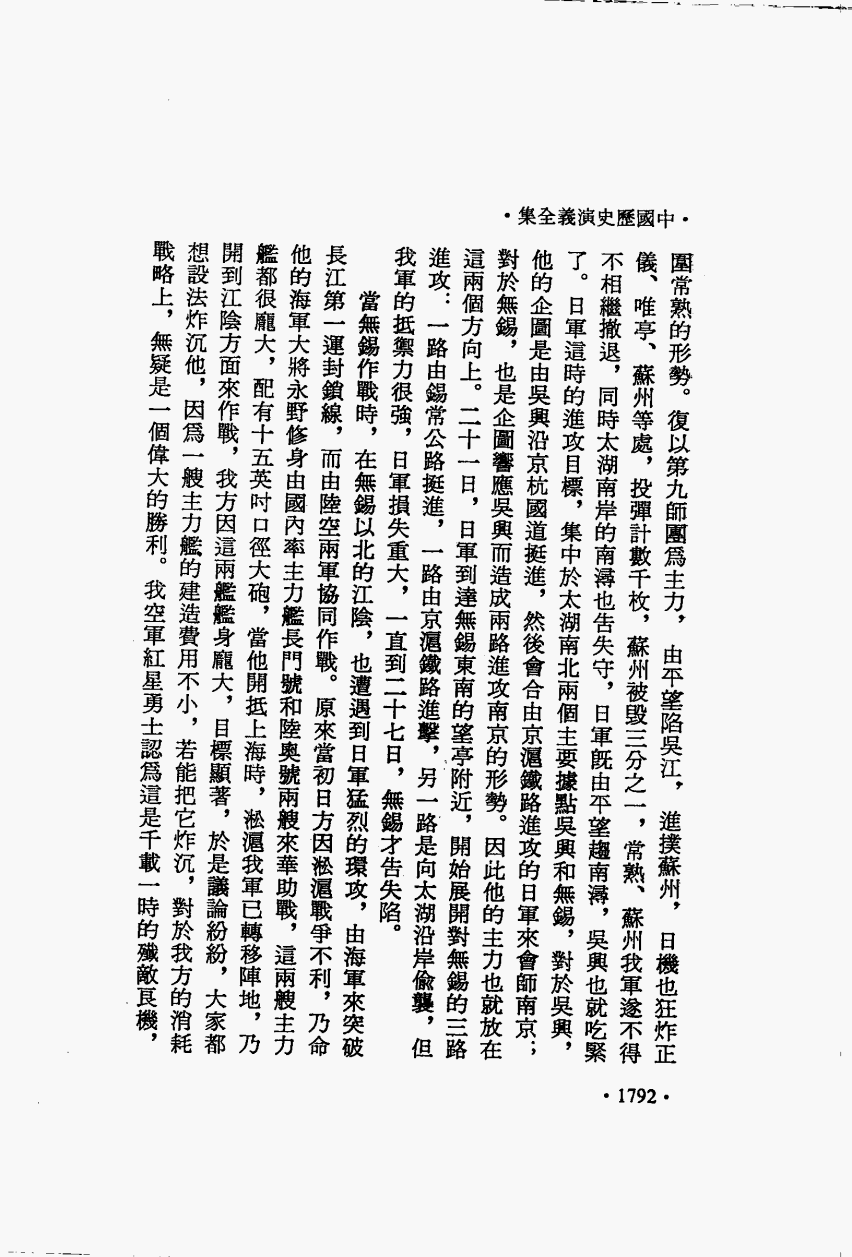 •中國歷史演義全集•
圍常熟的形勢。復以第九師團爲主力，由平望陷吳江，進撲蘇州，日機也狂炸正
儀、唯亭、蘇州等處，投彈計數千枚，蘇州被毀三分之一，常熟、蘇州我軍遂不得
不相繼撤退，同時太湖南岸的南潯也告失守，日軍旣由平望趨南潯，吳興也就吃緊
了。日軍這時的進攻目標，集中於太湖南北兩個主要據點吳興和無錫，對於吳興，
他的企圖是由吳興沿京杭國道挺進，然後會合由京滬鐵路進攻的日軍來會師南京；
對於無錫，也是企圖響應吳興而造成兩路進攻南京的形勢。因此他的主力也就放在
這兩個方向上。二十一日，日軍到達無錫東南的望亭附近，開始展開對無錫的三路
進攻：一路由錫常公路挺進，一路由京滬鐵路進擊，另一路是向太湖沿岸偷襲，但
我軍的抵禦力很強，日軍損失重大，一直到二十七日，無錫才告失陷。
當無錫作戰時，在無錫以北的江陰，也遭遇到日軍猛烈的環攻，由海軍來突破
長江第一運封鎖線，而由陸空兩軍協同作戰。原來當初日方因淞滬戰爭不利，乃命
他的海軍大將永野修身由國內率主力艦長門號和陸奧號兩艘來華助戰，這兩艘主力
艦都很龐大，配有十五英吋口徑大砲，當他開抵上海時，淞滬我軍已轉移陣地，乃
開到江陰方面來作戰，我方因這兩艦艦身龐大，目標顯著，於是議論紛紛，大家都
想設法炸沉他，因爲一艘主力艦的建造費用不小，若能把它炸沉，對於我方的消耗
戰略上，無疑是一個偉大的勝利。我空軍紅星勇士認爲這是千載一時的殲敵良機，
•1792•